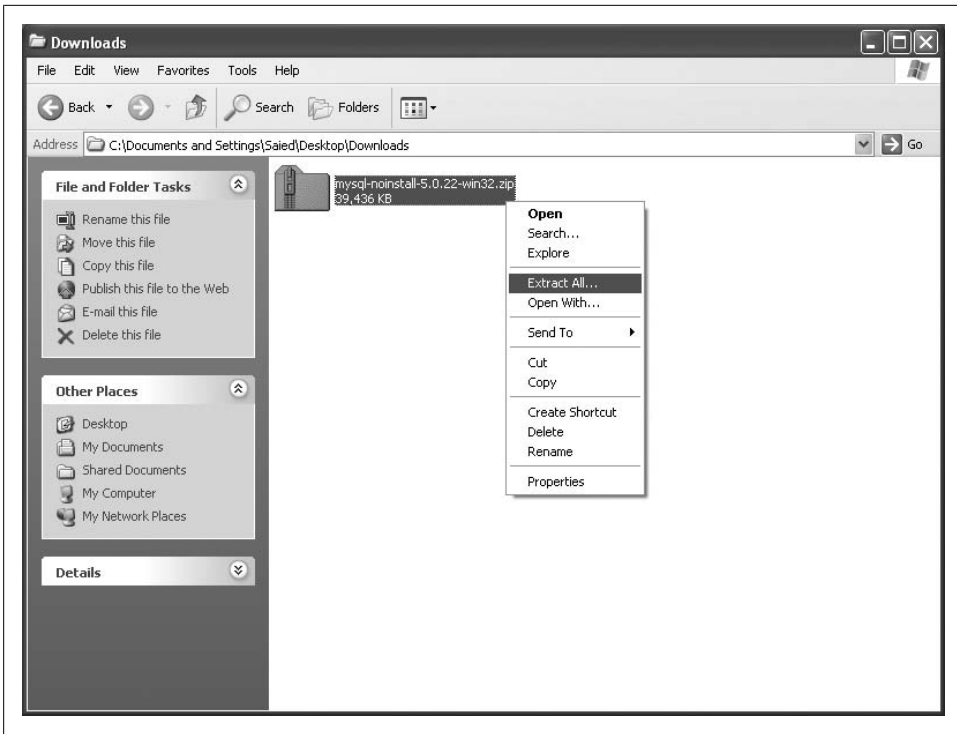 Downloads
File Edit View Favorites Tools Help
Back Search Folders
Address C:\Documents and Settings\Saied\Desktop\Downloads Go
File and Folder Tasks
Rename this file
Move this file
Copy this file
Publish this file to the Web
E-mail this file
Delete this file
Other Places
Desktop
My Documents
Shared Documents
My Computer
My Network Places
Details
mysql-noinstall-5.0.22-win32.zip
39,436 KB
Open
Search...
Explore
Extract All...
Open With...
Send To
Cut
Copy
Create Shortcut
Delete
Rename
Properties